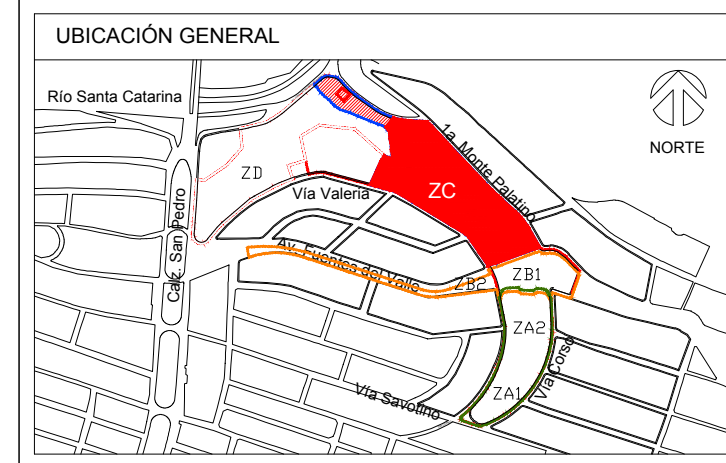 UBICACIÓN GENERAL
Río Santa Catarina
NORTE
1a. Monte Palatino
ZD
ZC
Vía Valeria
Calz. San Pedro
Av. Fuentes del Valle
ZB2
ZB1
ZA2
Vía Corso
ZA1
Vía Savotino